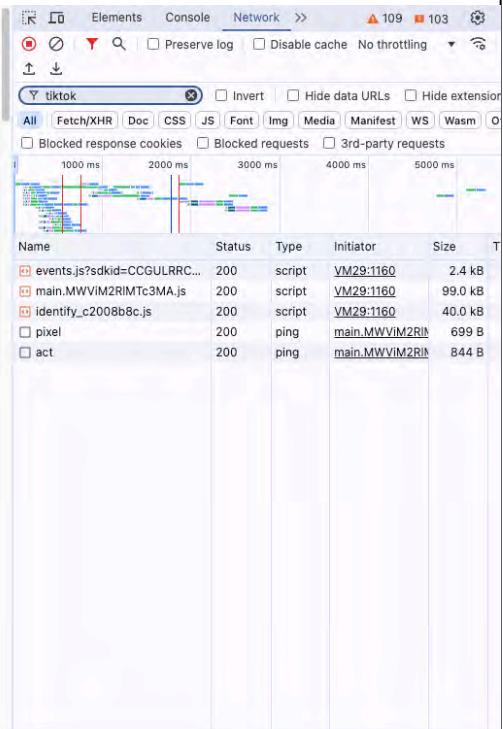 Elements Console Network 109 103
Preserve log Disable cache No throttling
tiktok Invert Hide data URLs Hide extension
All Fetch/XHR Doc CSS JS Font Img Media Manifest WS Wasm O
Blocked response cookies Blocked requests 3rd-party requests
1000 ms 2000 ms 3000 ms 4000 ms 5000 ms
Name Status Type Initiator Size T
events.js?sdkid=CCGULRRC... 200 script VM29:1160 2.4 kB
main.MWViM2RlMTc3MA.js 200 script VM29:1160 99.0 kB
identify_c2008b8c.js 200 script VM29:1160 40.0 kB
pixel 200 ping main.MWViM2RlM 699 B
act 200 ping main.MWViM2RlM 844 B